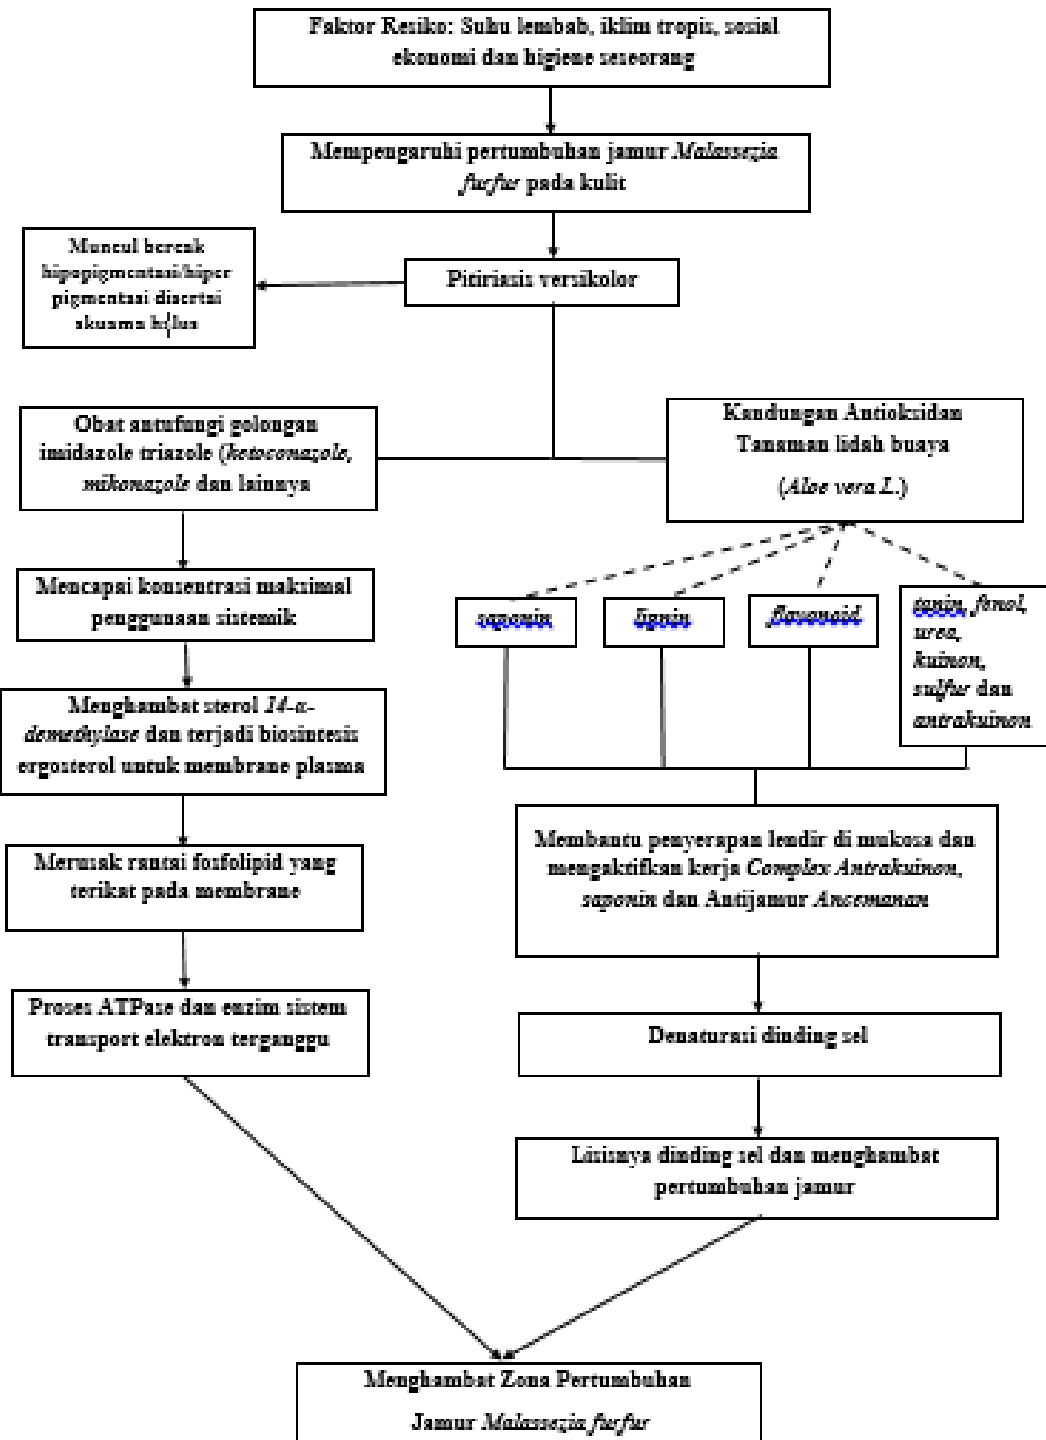 Faktor Resiko: Suhu lembab, iklim tropis, sosial
ekonomi dan higiene seseorang
Mempengaruhi pertumbuhan jamur Malassezia
furfur pada kulit
Muncul bercak
hipopigmentasi/hiper
pigmentasi disertai
skuama halus
Pitiriasis versikolor
Obat antufungi golongan
imidazole triazole (ketoconazole,
mikonazole dan lainnya
Kandungan Antioksidan
Tanaman lidah buaya
(Aloe vera L.)
Mencapai konsentrasi maksimal
penggunaan sistemik
saponin
lignin
flavonoid
tanin, fenol,
urea,
kuinon,
sulfur dan
antrakuinon
Menghambat sterol 14-α-
demethylase dan terjadi biosintesis
ergosterol untuk membrane plasma
Merusak rantai fosfolipid yang
terikat pada membrane
Proses ATPase dan enzim sistem
transport elektron terganggu
Membantu penyerapan lendir di mukosa dan
mengaktifkan kerja Complex Antrakuinon,
saponin dan Antijamur Ancemanan
Denaturasi dinding sel
Lisisnya dinding sel dan menghambat
pertumbuhan jamur
Menghambat Zona Pertumbuhan
Jamur Malassezia furfur